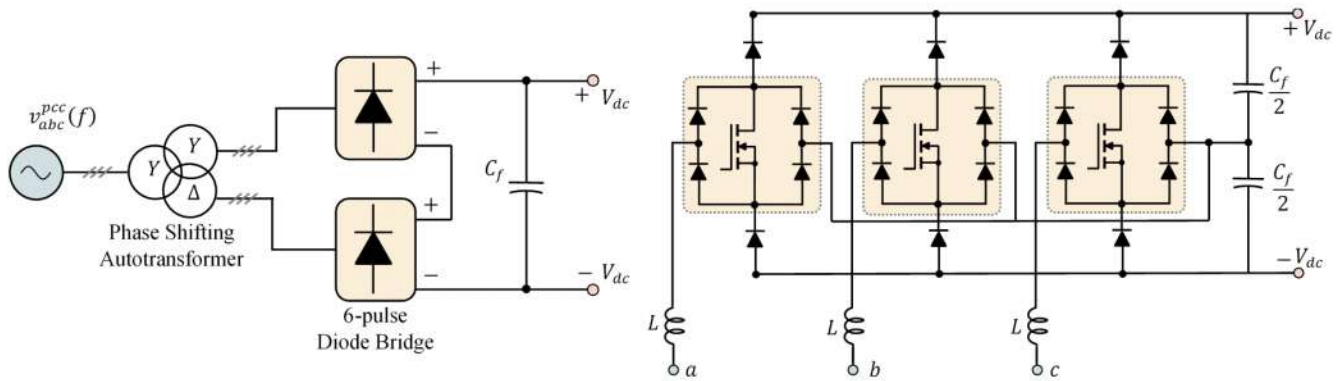 v_{abc}^{pcc}(f)
Y
Y
Δ
Phase Shifting
Autotransformer
+
−
+
−
6-pulse
Diode Bridge
C_f
+ V_{dc}
− V_{dc}
+ V_{dc}
C_f
2
C_f
2
− V_{dc}
L
L
L
a
b
c